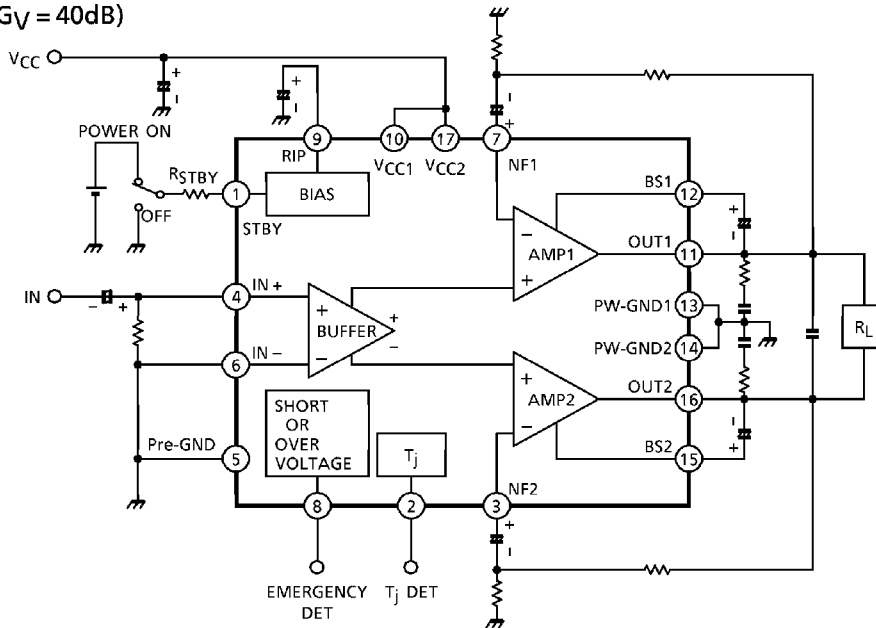 GV = 40dB)
VCC
+
-
POWER ON
RSTBY
OFF
+
-
9
RIP
10
VCC1
17
VCC2
-
+
7
NF1
1
STBY
BIAS
BS1
12
+
-
AMP1
-
+
OUT1
11
IN
- +
4
IN+
BUFFER
+
-
+
-
PW-GND1
13
PW-GND2
14
RL
6
IN-
AMP2
+
-
OUT2
16
Pre-GND
5
SHORT
OR
OVER
VOLTAGE
Tj
BS2
15
-
+
8
2
3
NF2
+
-
EMERGENCY
DET
Tj DET